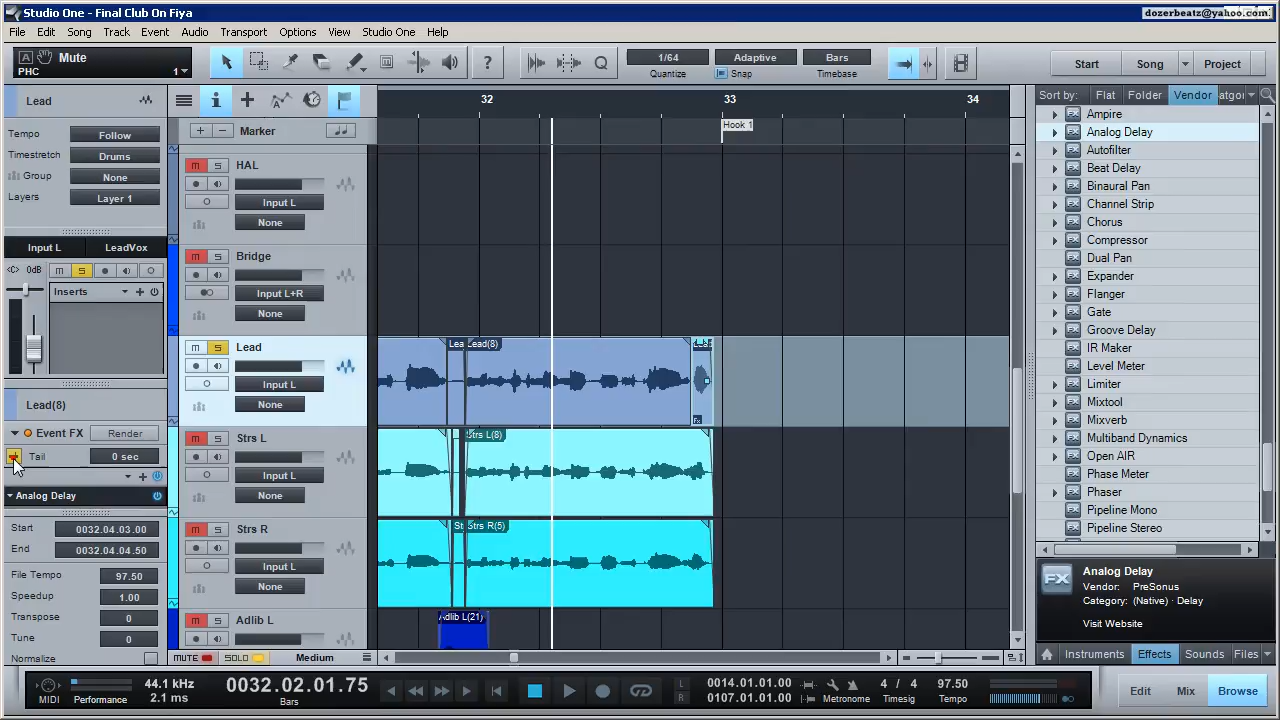 Studio One - Final Club On Fiya
dozerbeatz@yahoo.com
File Edit Song Track Event Audio Transport Options View Studio One Help
Mute
PHC 1
1/64 Adaptive Bars
Quantize Snap Timebase
Start Song Project
Lead
32 33 34
Sort by: Flat Folder Vendor
Tempo Follow
Timestretch Drums
Group None
Layers Layer 1
Input L LeadVox
<C> 0dB M S
Inserts
Lead(8)
Event FX Render
Tail 0 sec
Analog Delay
Start 0032.04.03.00
End 0032.04.04.50
File Tempo 97.50
Speedup 1.00
Transpose 0
Tune 0
Normalize
Marker
Hook 1
M S HAL
Input L
None
M S Bridge
Input L+R
None
M S Lead
Input L
None
Lead(8)
M S Strs L
Input L
None
Strs L(8)
M S Strs R
Input L
None
Strs R(5)
Adlib L
Adlib L(21)
MUTE SOLO Medium
Ampire
Analog Delay
Autofilter
Beat Delay
Binaural Pan
Channel Strip
Chorus
Compressor
Dual Pan
Expander
Flanger
Gate
Groove Delay
IR Maker
Level Meter
Limiter
Mixtool
Mixverb
Multiband Dynamics
Open AIR
Phase Meter
Phaser
Pipeline Mono
Pipeline Stereo
FX
Analog Delay
Vendor: PreSonus
Category: (Native) - Delay
Visit Website
Instruments Effects Sounds Files
MIDI Performance
44.1 kHz
2.1 ms
0032.02.01.75
Bars
L 0014.01.01.00
R 0107.01.01.00
Metronome
4 / 4
Timesig
97.50
Tempo
Edit Mix Browse